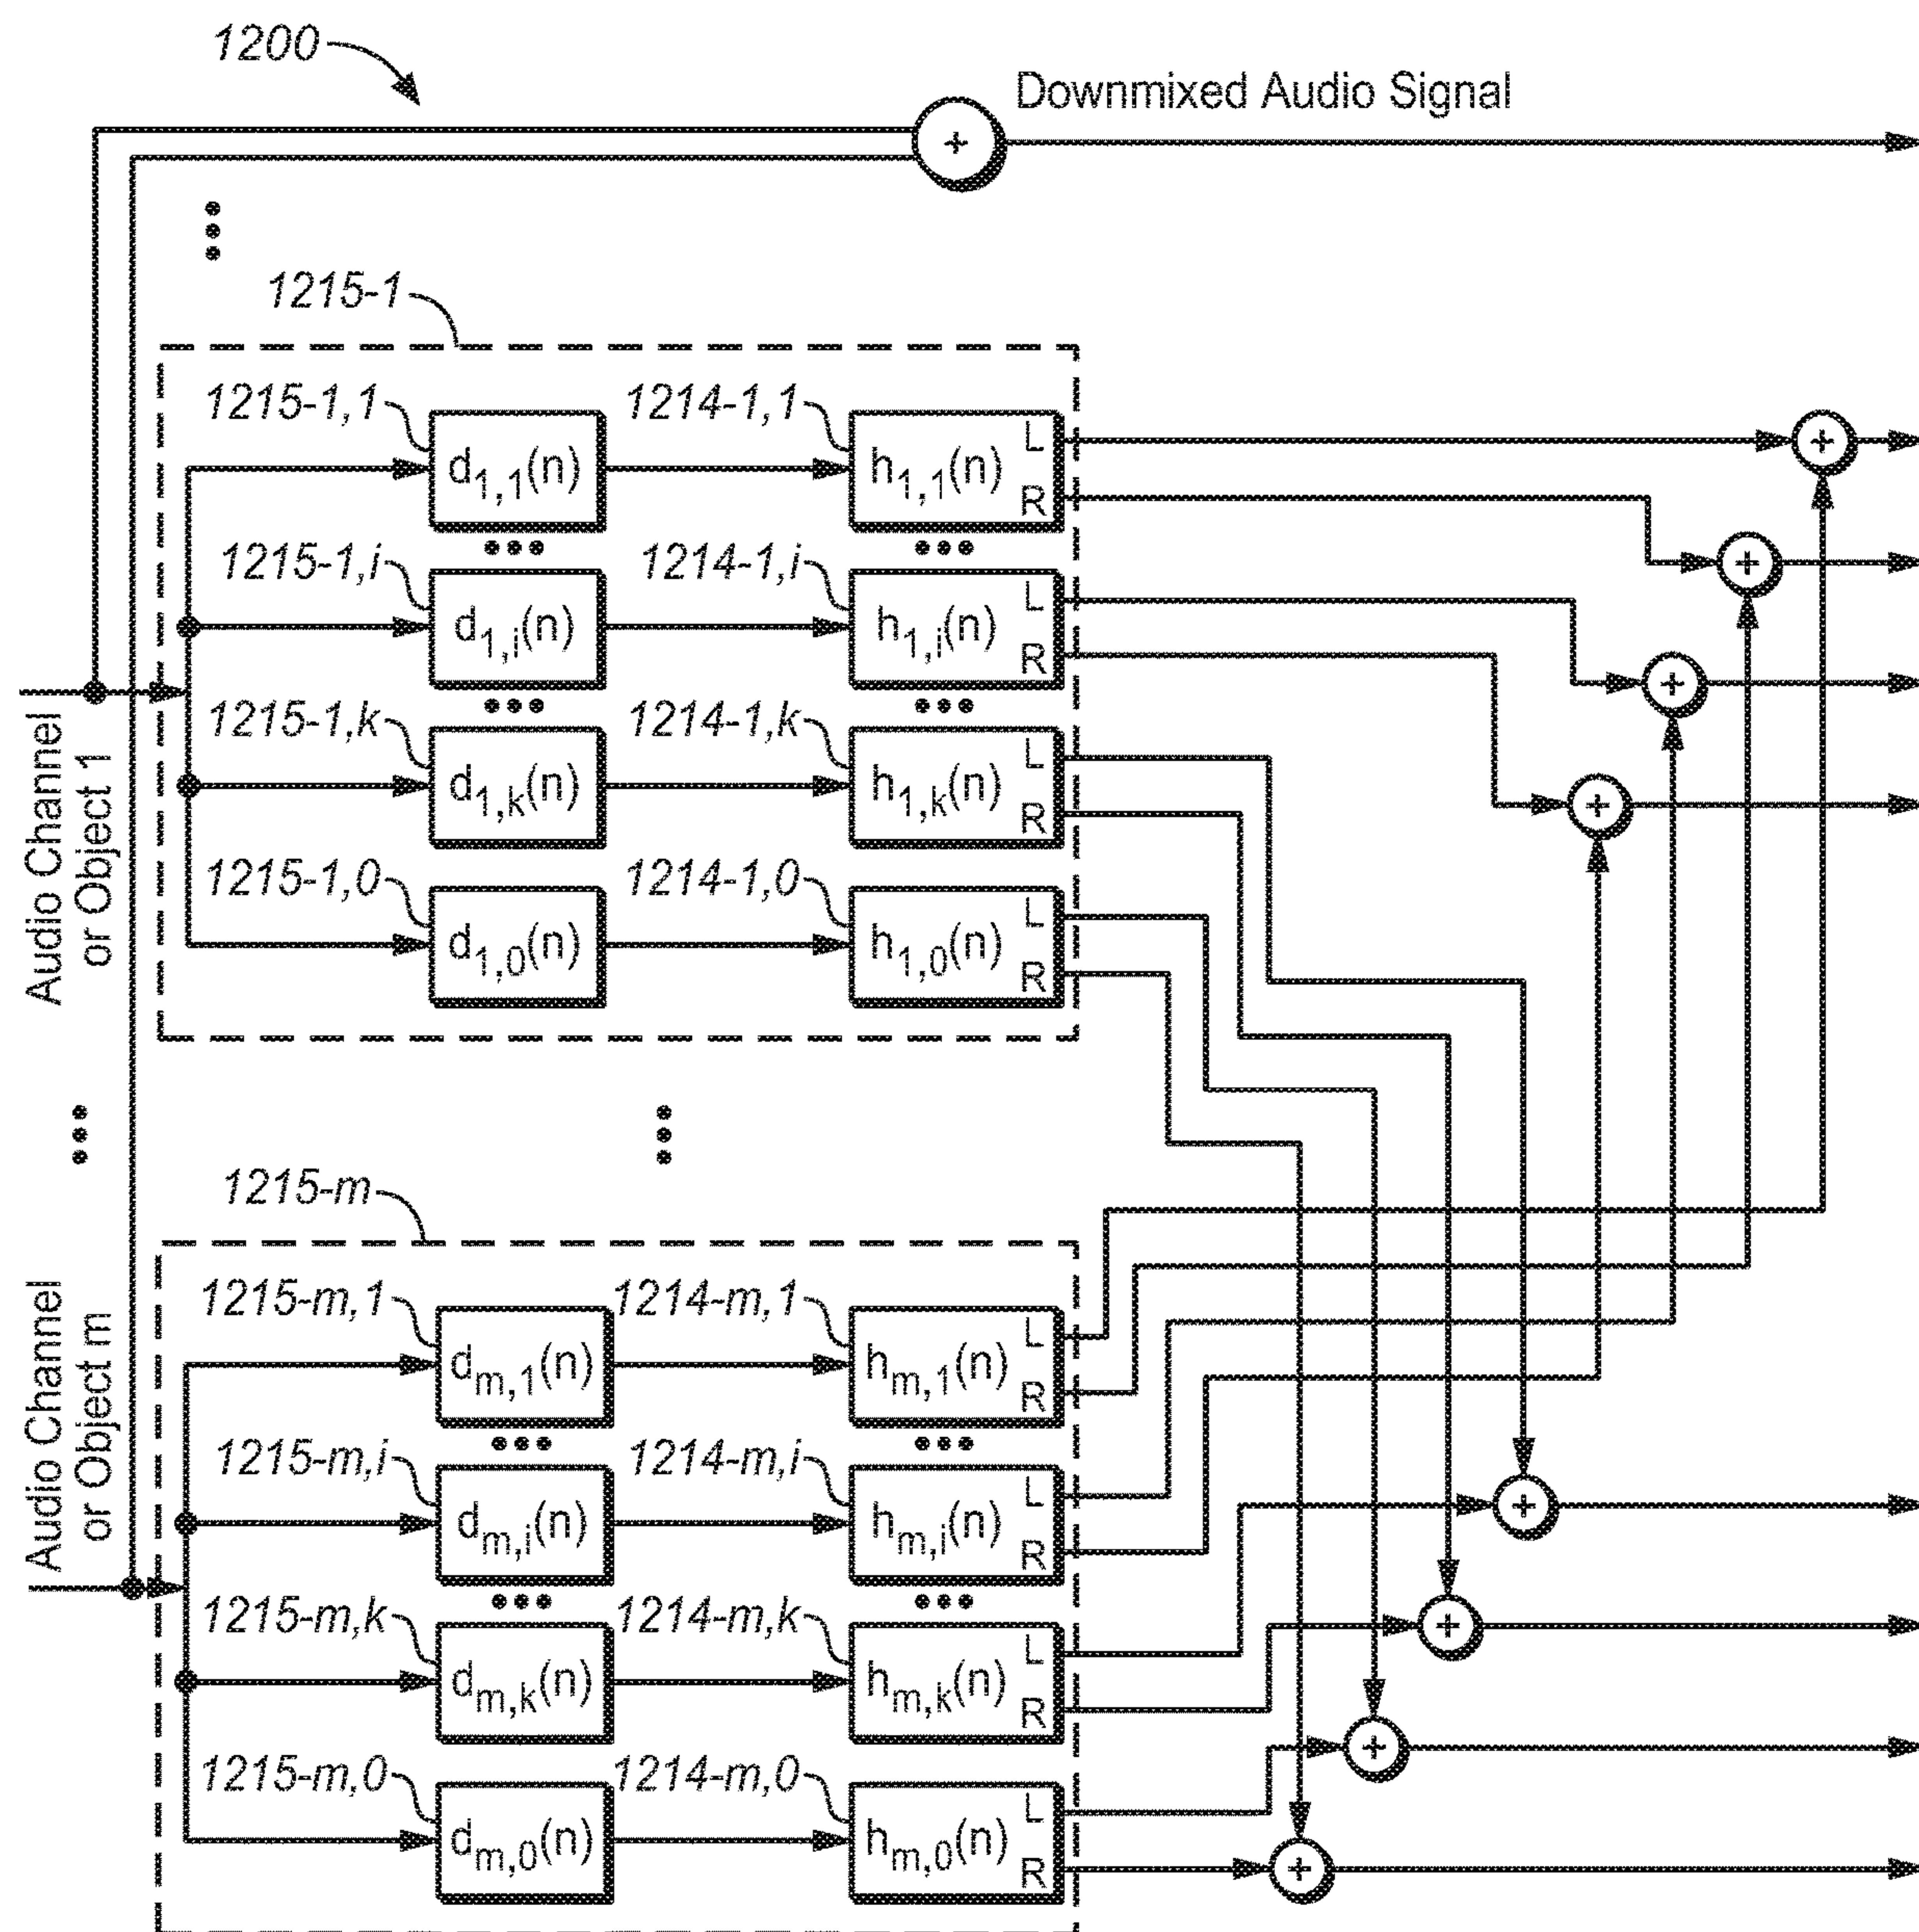 1200
Downmixed Audio Signal
+
1215-1
1215-1,1
1214-1,1
d1,1(n)
h1,1(n)
L
R
+
+
1215-1,i
1214-1,i
d1,i(n)
h1,i(n)
L
R
+
+
1215-1,k
1214-1,k
d1,k(n)
h1,k(n)
L
R
1215-1,0
1214-1,0
d1,0(n)
h1,0(n)
L
R
Audio Channel
or Object 1
1215-m
1215-m,1
1214-m,1
dm,1(n)
hm,1(n)
L
R
1215-m,i
1214-m,i
dm,i(n)
hm,i(n)
L
R
+
Audio Channel
or Object m
1215-m,k
1214-m,k
dm,k(n)
hm,k(n)
L
R
+
+
1215-m,0
1214-m,0
dm,0(n)
hm,0(n)
L
R
+